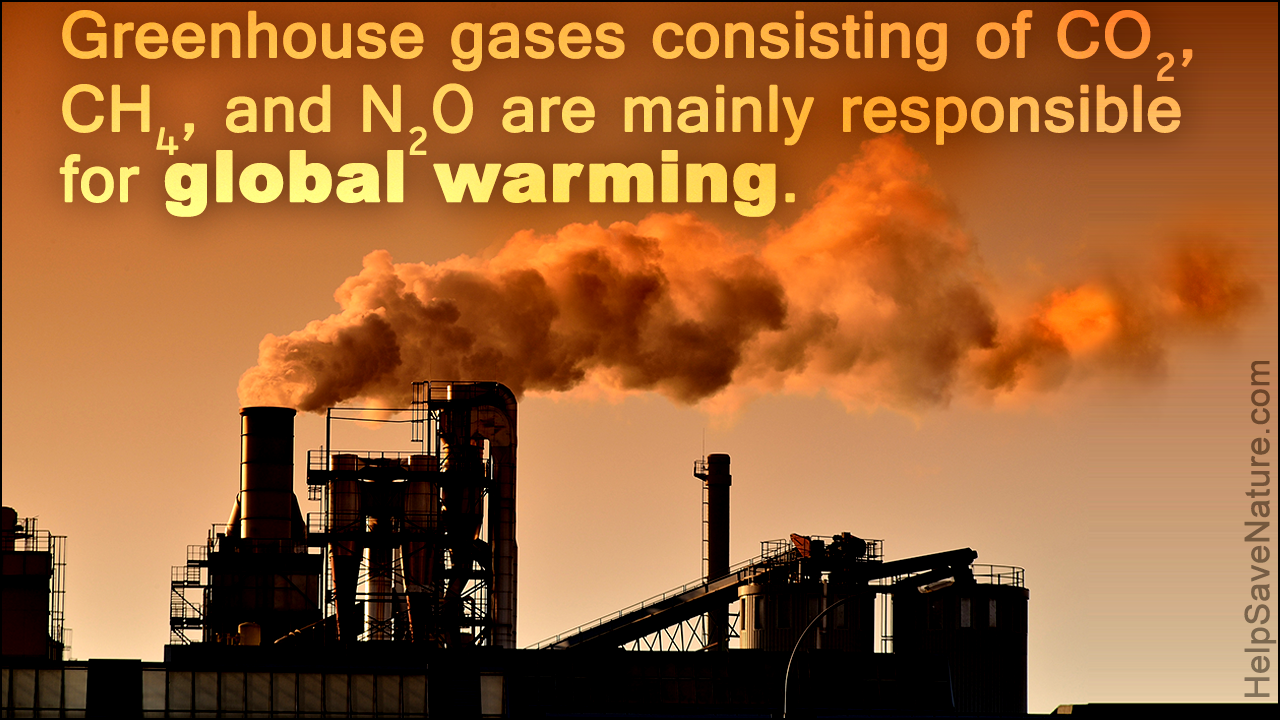 Greenhouse gases consisting of CO₂,
CH₄, and N₂O are mainly responsible
for global warming.
HelpSaveNature.com